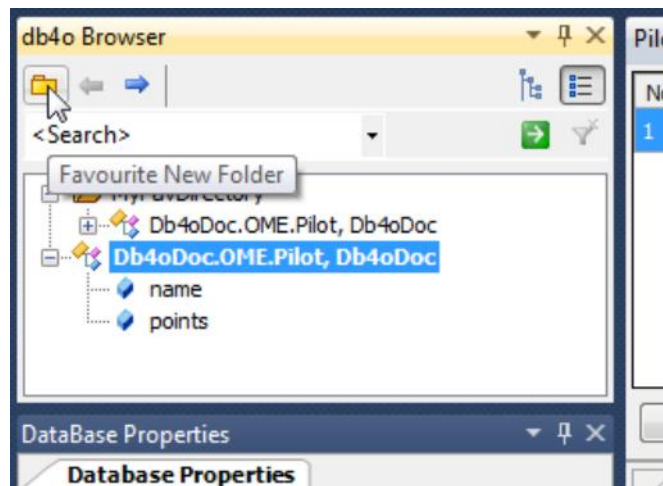 db4o Browser
<Search>
Favourite New Folder
MyFavDirectory
Db4oDoc.OME.Pilot, Db4oDoc
Db4oDoc.OME.Pilot, Db4oDoc
name
points
DataBase Properties
Database Properties
1